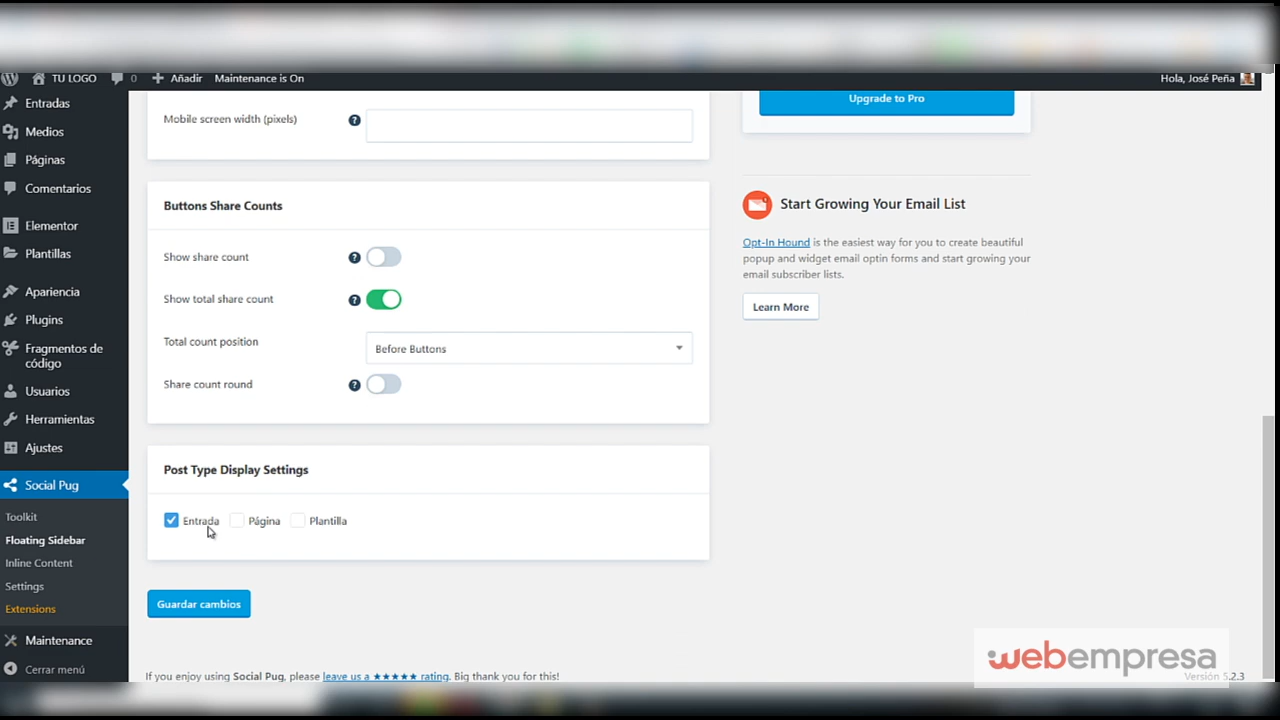 TU LOGO 0 Añadir Maintenance is On Hola, José Peña
Entradas
Medios
Páginas
Comentarios
Elementor
Plantillas
Apariencia
Plugins
Fragmentos de
código
Usuarios
Herramientas
Ajustes
Social Pug
Toolkit
Floating Sidebar
Inline Content
Settings
Extensions
Maintenance
Cerrar menú
Mobile screen width (pixels) ?
Buttons Share Counts
Show share count ?
Show total share count ?
Total count position Before Buttons
Share count round ?
Post Type Display Settings
Entrada Página Plantilla
Guardar cambios
If you enjoy using Social Pug, please leave us a ★★★★★ rating. Big thank you for this!
Upgrade to Pro
Start Growing Your Email List
Opt-In Hound is the easiest way for you to create beautiful
popup and widget email optin forms and start growing your
email subscriber lists.
Learn More
webempresa
Versión 5.2.3